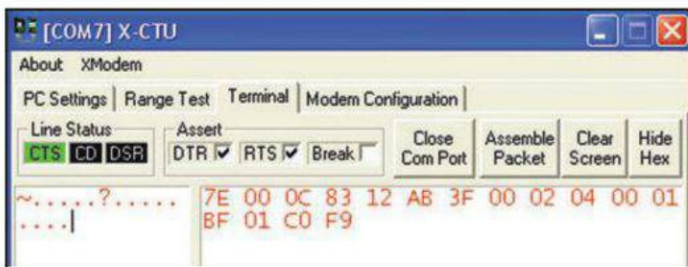 [COM7] X-CTU
About XModem
PC Settings Range Test Terminal Modem Configuration
Line Status Assert
CTS CD DSR DTR RTS Break Close Com Port Assemble Packet Clear Screen Hide Hex
~.....?..... 7E 00 0C 83 12 AB 3F 00 02 04 00 01
.... BF 01 C0 F9